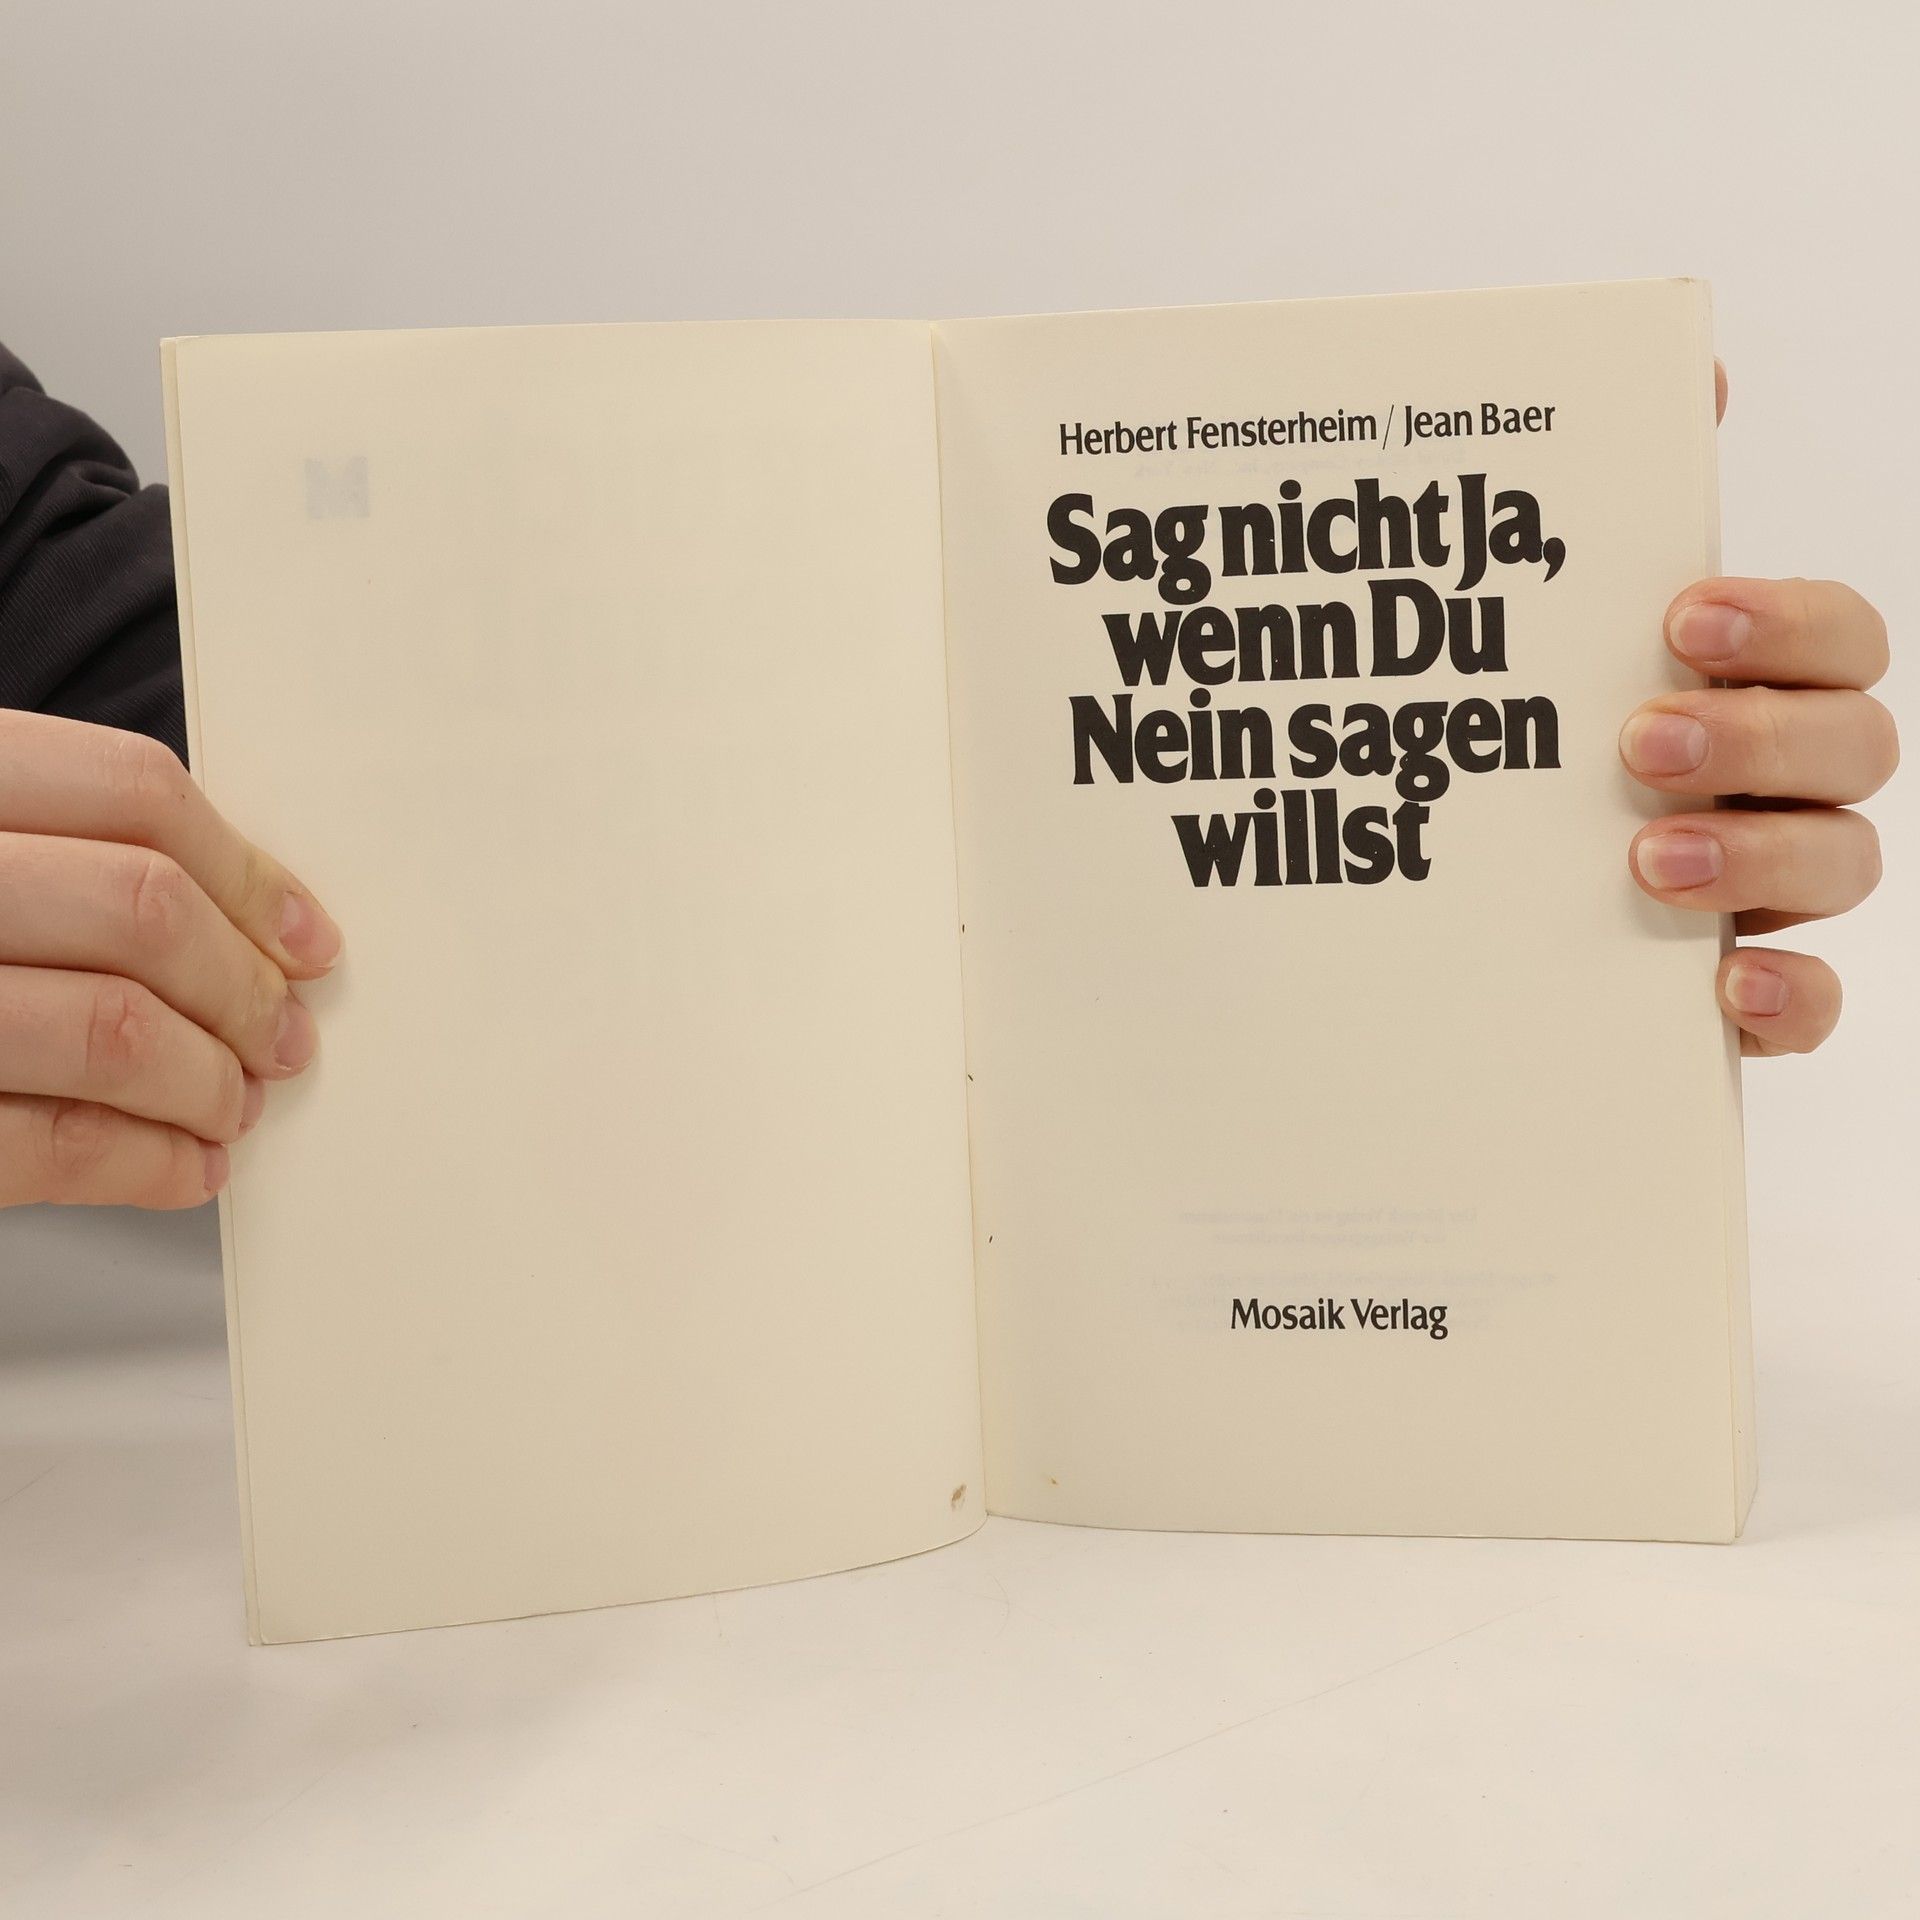 Herbert Fensterheim / Jean Baer
Sag nicht Ja,
wenn Du
Nein sagen
willst
Mosaik Verlag